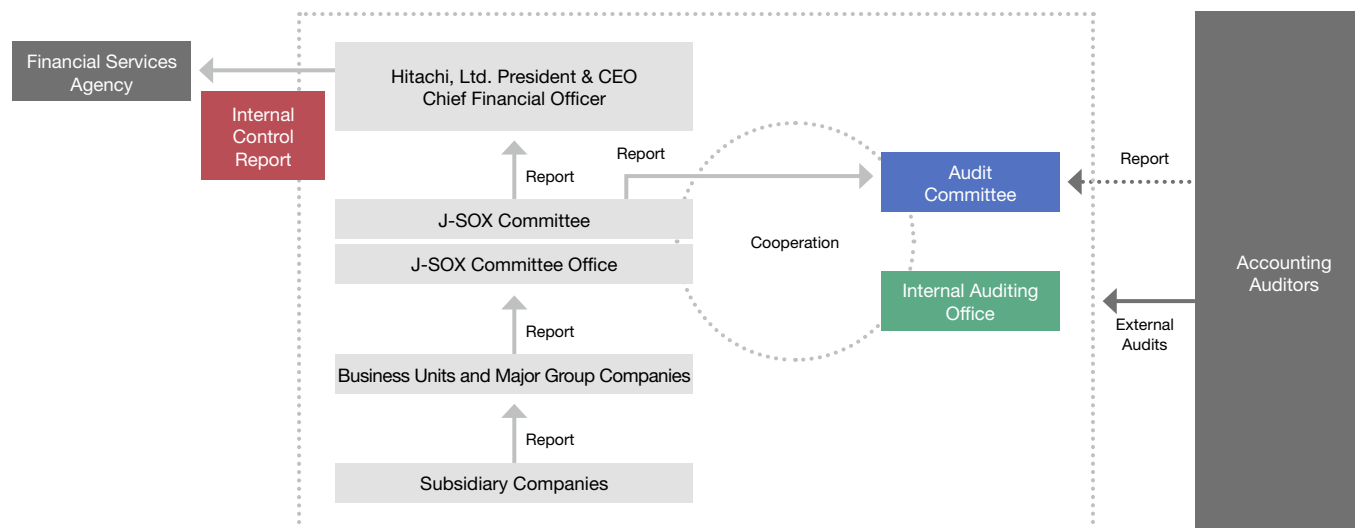 Financial Services
Agency
Internal
Control
Report
Hitachi, Ltd. President & CEO
Chief Financial Officer
Report
Report
J-SOX Committee
J-SOX Committee Office
Report
Business Units and Major Group Companies
Report
Subsidiary Companies
Cooperation
Audit
Committee
Internal Auditing
Office
Report
External
Audits
Accounting
Auditors